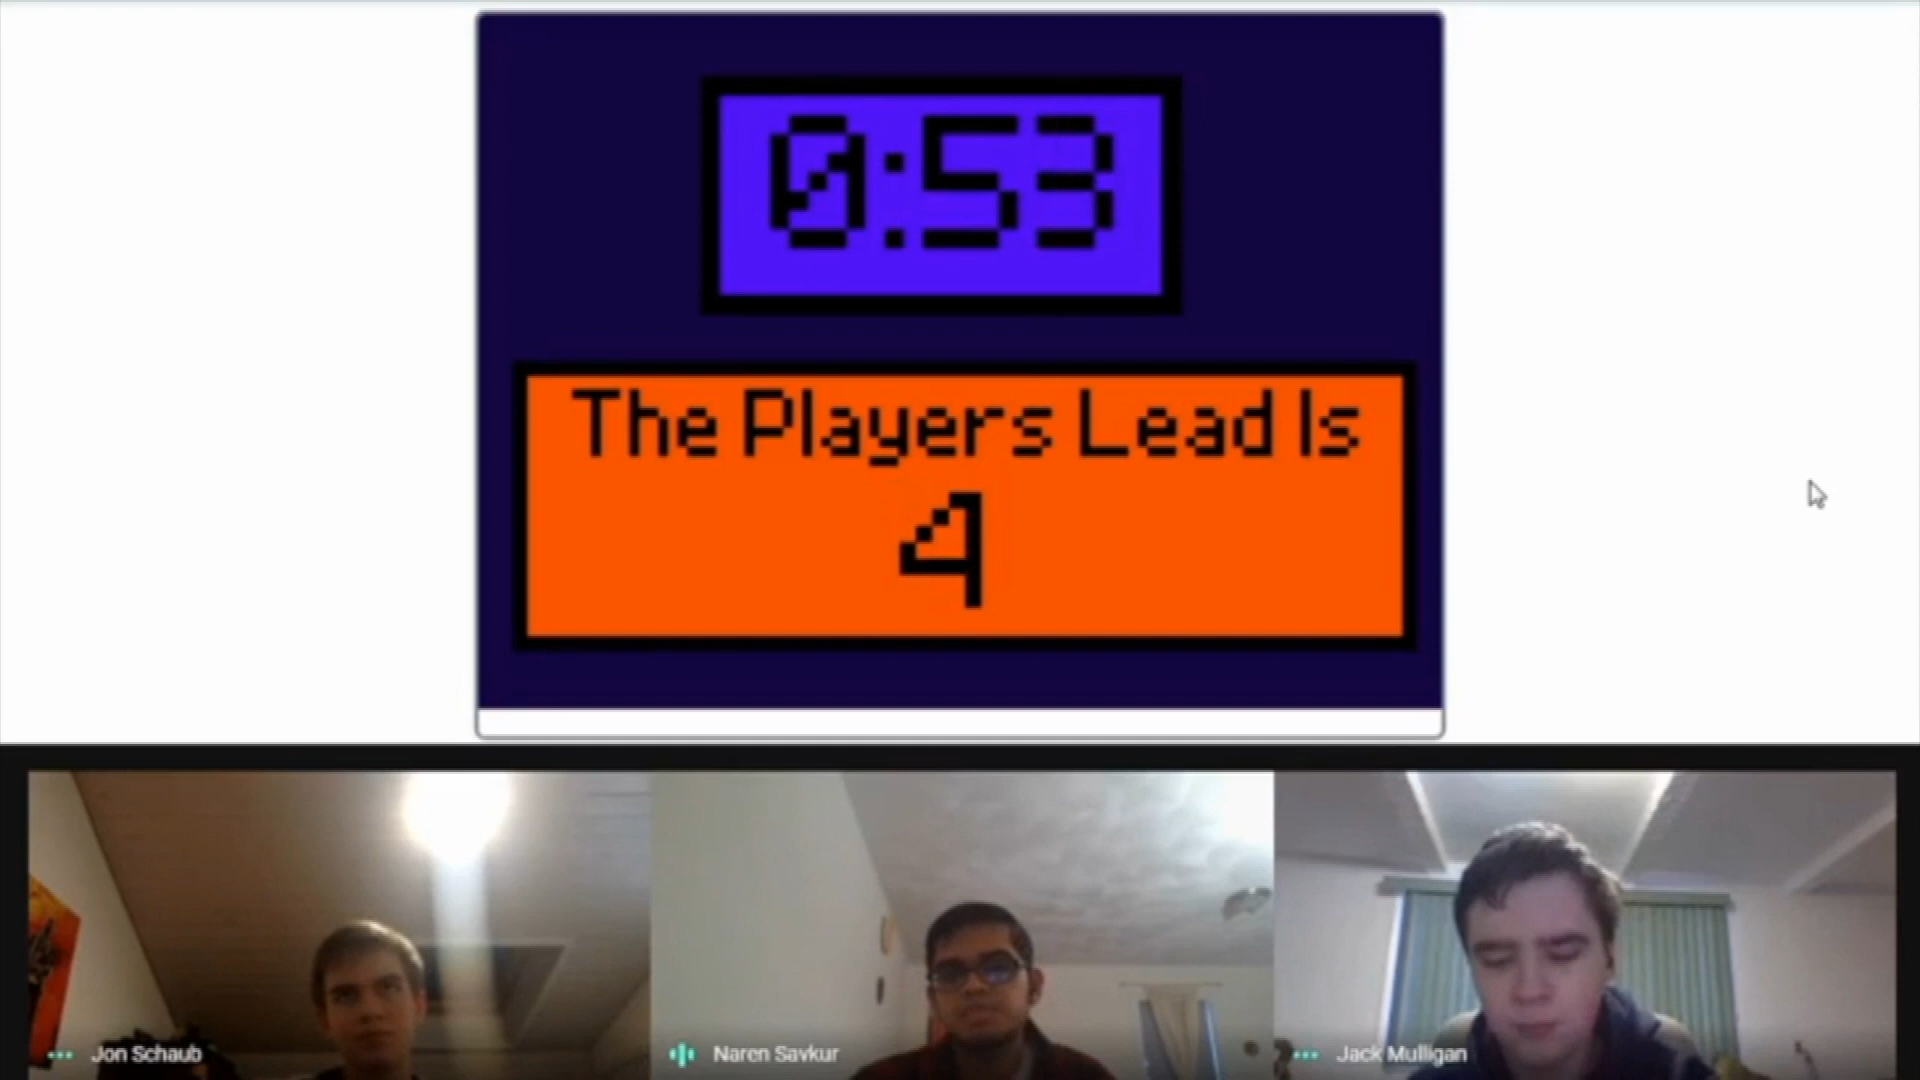 0:53
The Players Lead Is
4
Jon Schaub
Naren Savkur
Jack Mulligan